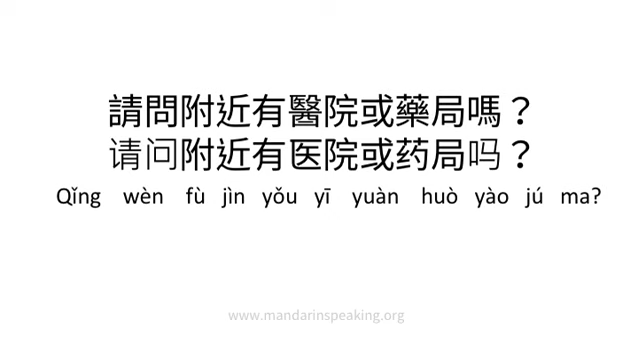 請問附近有醫院或藥局嗎？
请问附近有医院或药局吗？
Qǐng wèn fù jìn yǒu yī yuàn huò yào jú ma?
www.mandarinspeaking.org